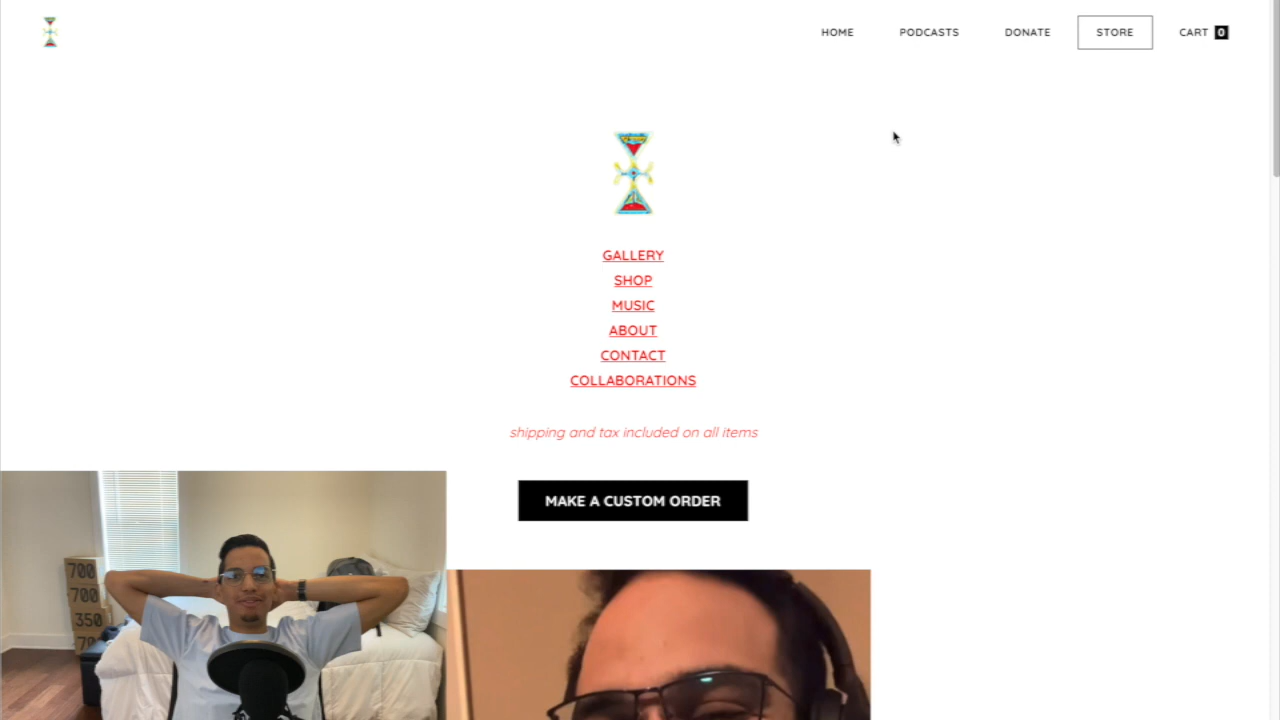 HOME PODCASTS DONATE STORE CART 0
GALLERY
SHOP
MUSIC
ABOUT
CONTACT
COLLABORATIONS
shipping and tax included on all items
MAKE A CUSTOM ORDER
700
700
350
70